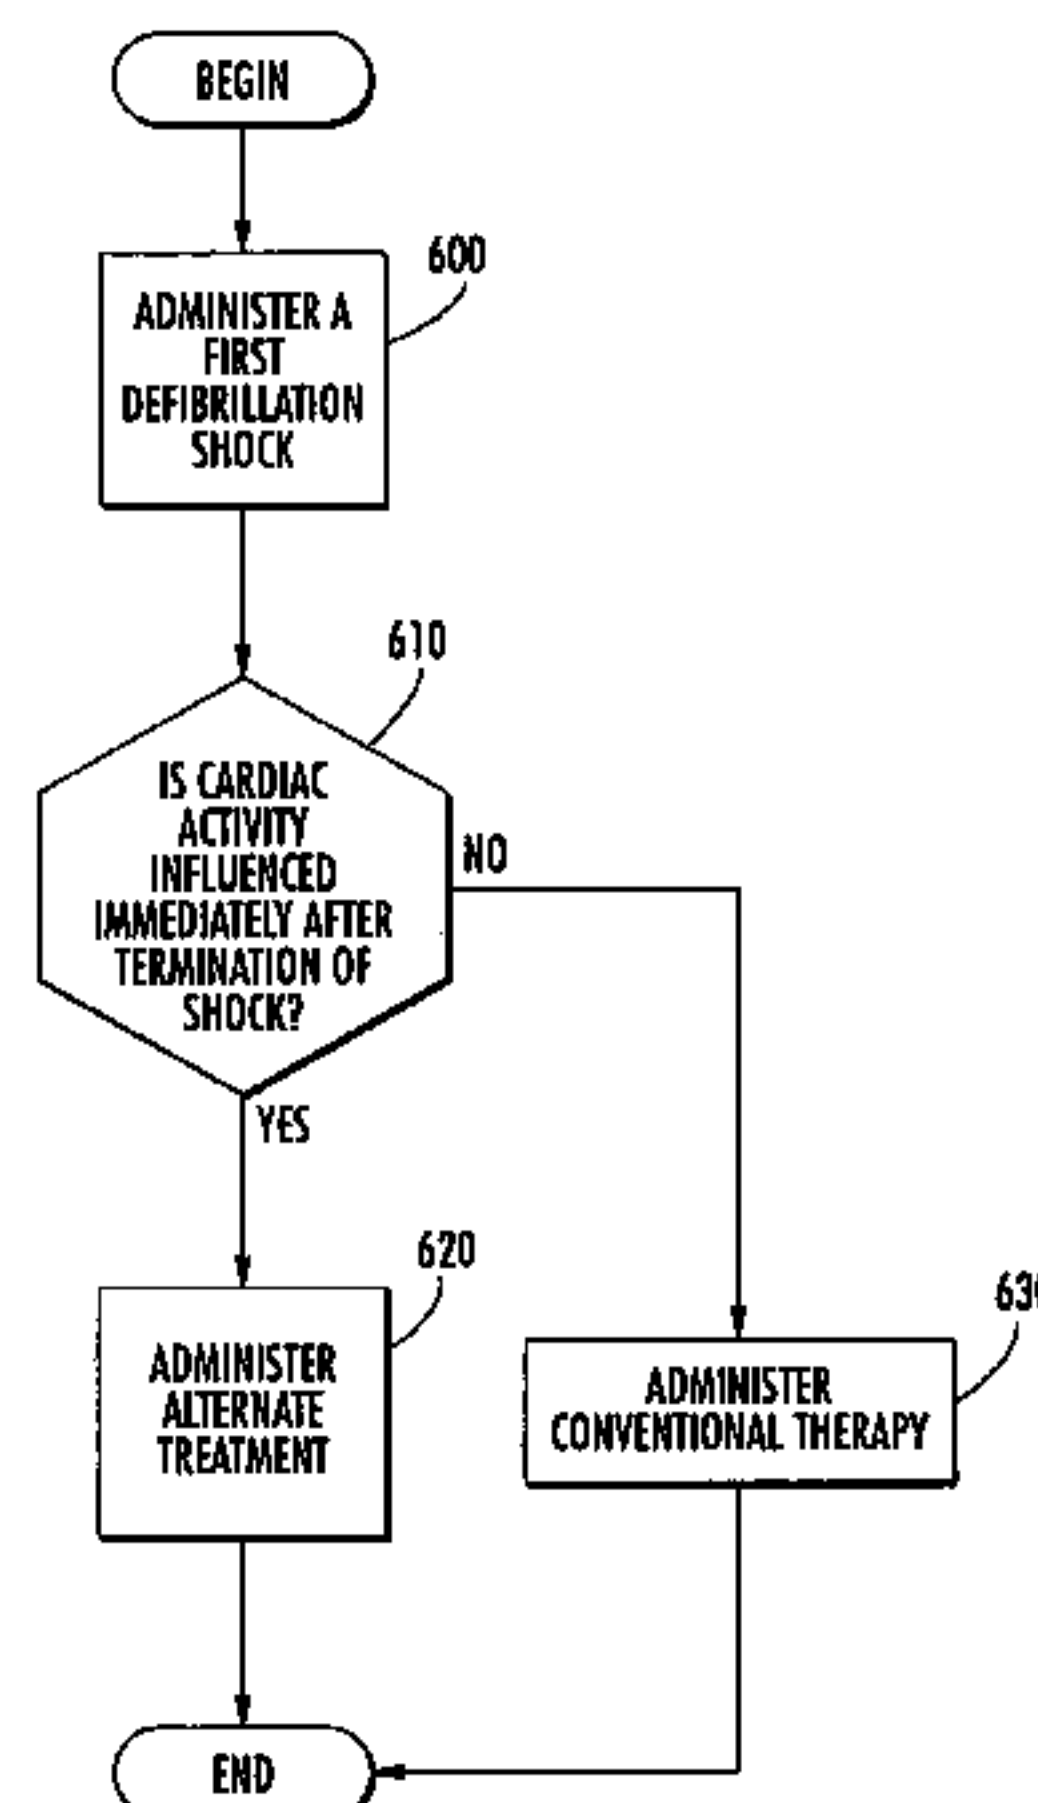 BEGIN
600
ADMINISTER A
FIRST
DEFIBRILLATION
SHOCK
610
IS CARDIAC
ACTIVITY
INFLUENCED
IMMEDIATELY AFTER
TERMINATION OF
SHOCK?
NO
YES
620
ADMINISTER
ALTERNATE
TREATMENT
630
ADMINISTER
CONVENTIONAL THERAPY
END